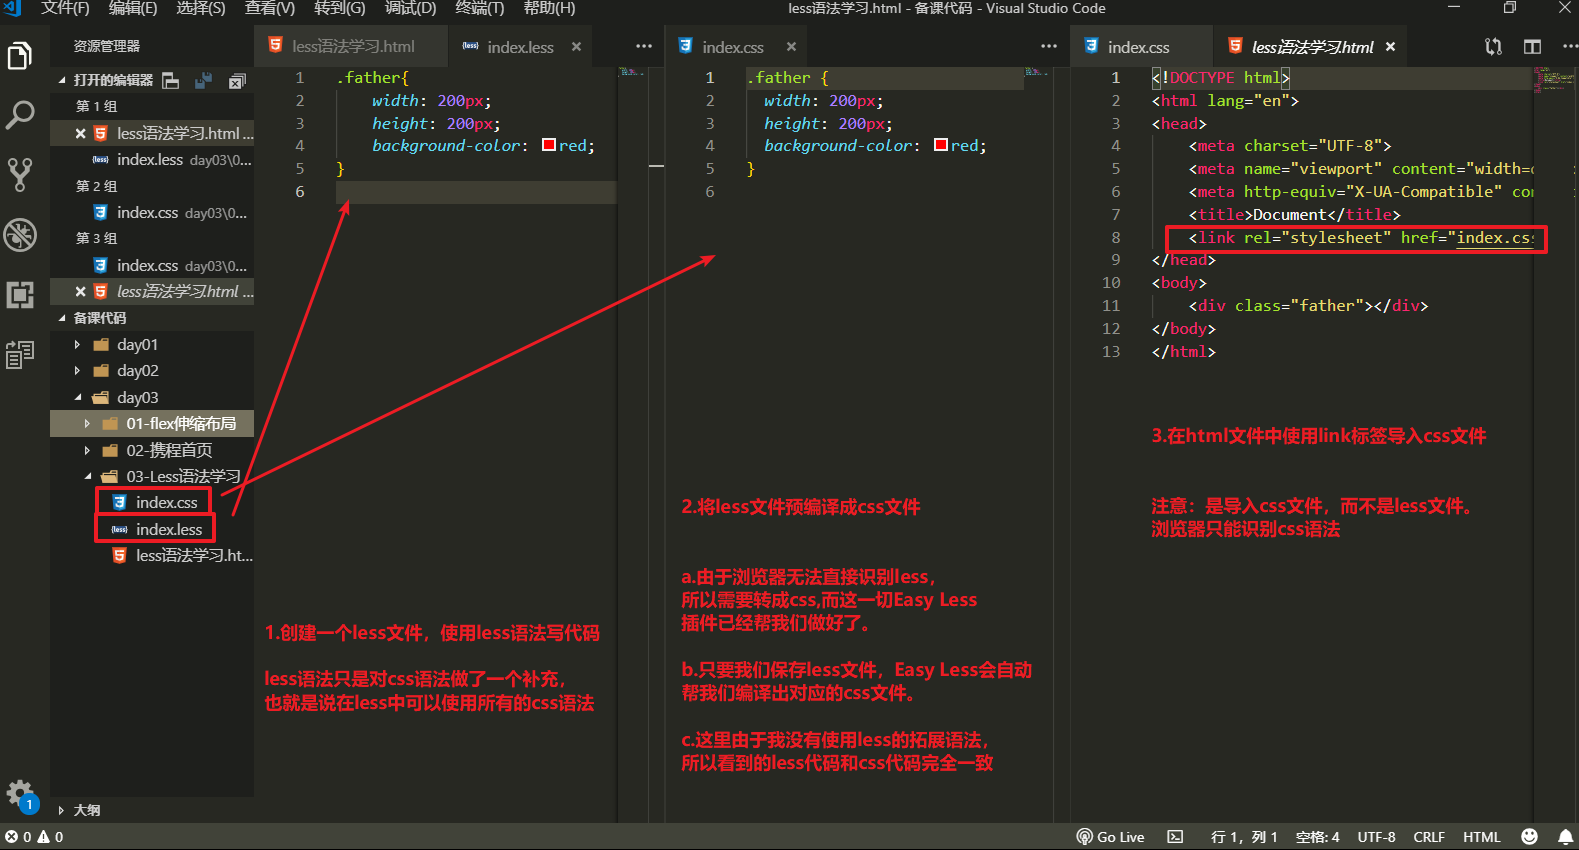 文件(F) 编辑(E) 选择(S) 查看(V) 转到(G) 调试(D) 终端(T) 帮助(H) less语法学习.html - 备课代码 - Visual Studio Code
资源管理器
打开的编辑器
第 1 组
less语法学习.html ...
index.less day03\0...
第 2 组
index.css day03\0...
第 3 组
index.css day03\0...
less语法学习.html ...
备课代码
day01
day02
day03
01-flex伸缩布局
02-携程首页
03-Less语法学习
index.css
index.less
less语法学习.ht...
大纲
1
less语法学习.html
index.less
1 .father{
2 width: 200px;
3 height: 200px;
4 background-color: red;
5 }
6
1.创建一个less文件，使用less语法写代码
less语法只是对css语法做了一个补充，
也就是说在less中可以使用所有的css语法
index.css
1 .father {
2 width: 200px;
3 height: 200px;
4 background-color: red;
5 }
6
2.将less文件预编译成css文件
a.由于浏览器无法直接识别less，
所以需要转成css,而这一切Easy Less
插件已经帮我们做好了。
b.只要我们保存less文件，Easy Less会自动
帮我们编译出对应的css文件。
c.这里由于我没有使用less的拓展语法，
所以看到的less代码和css代码完全一致
index.css
less语法学习.html
1 <!DOCTYPE html>
2 <html lang="en">
3 <head>
4 <meta charset="UTF-8">
5 <meta name="viewport" content="width=
6 <meta http-equiv="X-UA-Compatible" con
7 <title>Document</title>
8 <link rel="stylesheet" href="index.css
9 </head>
10 <body>
11 <div class="father"></div>
12 </body>
13 </html>
3.在html文件中使用link标签导入css文件
注意：是导入css文件，而不是less文件。
浏览器只能识别css语法
0 0 Go Live 行 1，列 1 空格: 4 UTF-8 CRLF HTML